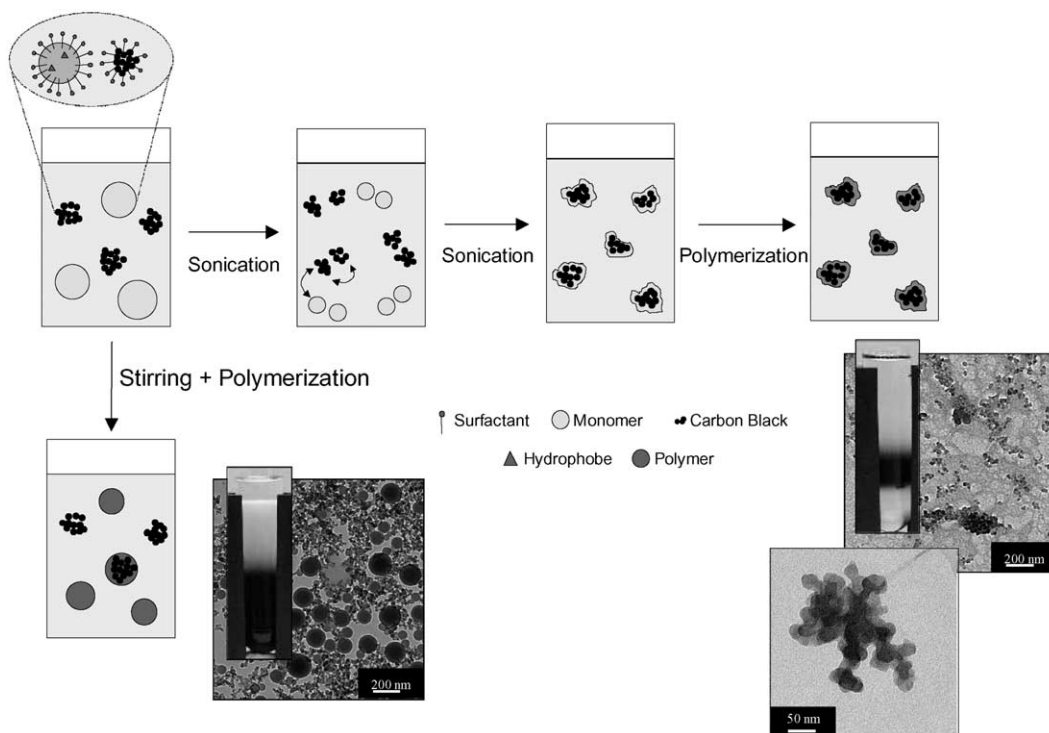 Sonication
Sonication
Polymerization
Stirring + Polymerization
Surfactant
Monomer
Carbon Black
Hydrophobe
Polymer
200 nm
200 nm
50 nm